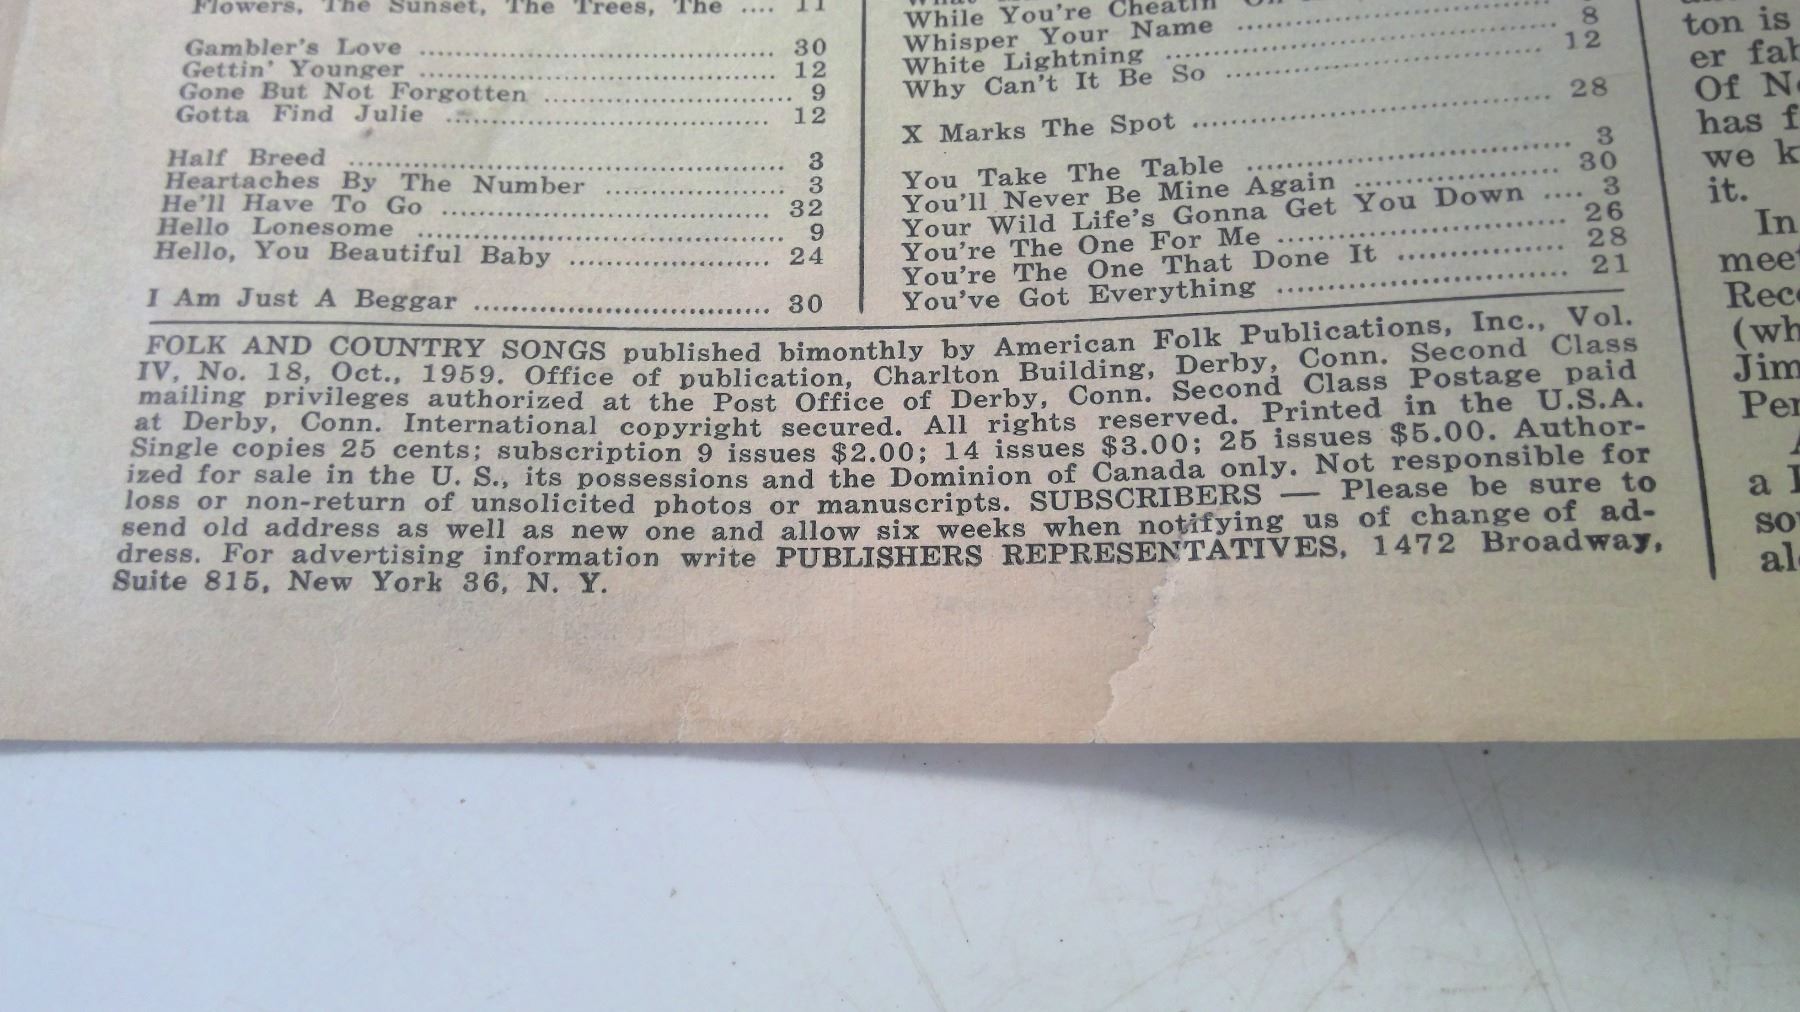 Flowers, The Sunset, The Trees, The .... 11
Gambler's Love .......... 30
Gettin' Younger .......... 12
Gone But Not Forgotten .......... 9
Gotta Find Julie .......... 12
Half Breed .......... 3
Heartaches By The Number .......... 3
He'll Have To Go .......... 32
Hello Lonesome .......... 9
Hello, You Beautiful Baby .......... 24
I Am Just A Beggar .......... 30
While You're Cheatin'
Whisper Your Name ..........
White Lightning .......... 8
Why Can't It Be So .......... 12
X Marks The Spot .......... 28
You Take The Table .......... 3
You'll Never Be Mine Again .......... 30
Your Wild Life's Gonna Get You Down .... 3
You're The One For Me .......... 26
You're The One That Done It .......... 28
You've Got Everything .......... 21
FOLK AND COUNTRY SONGS published bimonthly by American Folk Publications, Inc., Vol.
IV, No. 18, Oct., 1959. Office of publication, Charlton Building, Derby, Conn. Second Class
mailing privileges authorized at the Post Office of Derby, Conn. Second Class Postage paid
at Derby, Conn. International copyright secured. All rights reserved. Printed in the U.S.A.
Single copies 25 cents; subscription 9 issues $2.00; 14 issues $3.00; 25 issues $5.00. Author-
ized for sale in the U. S., its possessions and the Dominion of Canada only. Not responsible for
loss or non-return of unsolicited photos or manuscripts. SUBSCRIBERS — Please be sure to
send old address as well as new one and allow six weeks when notifying us of change of ad-
dress. For advertising information write PUBLISHERS REPRESENTATIVES, 1472 Broadway,
Suite 815, New York 36, N. Y.
ton is
er fab
Of N
has f
we k
it.
In
meet
Rec
(wh
Jim
Per
a
so
al